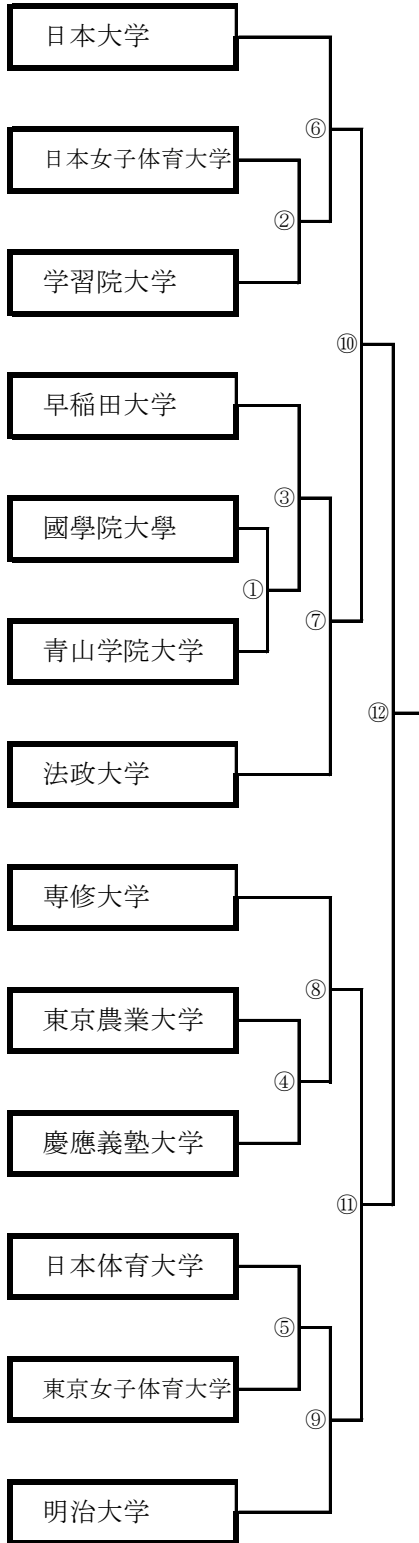 日本大学
⑥
日本女子体育大学
②
学習院大学
⑩
早稲田大学
③
國學院大學
①
⑦
青山学院大学
⑫
法政大学
専修大学
⑧
東京農業大学
④
慶應義塾大学
⑪
日本体育大学
⑤
東京女子体育大学
⑨
明治大学